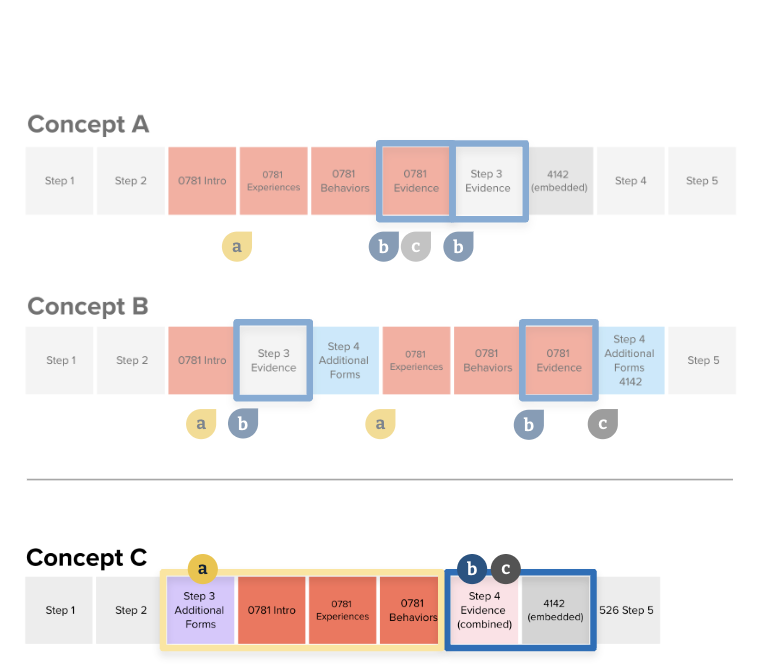 Concept A
Step 1
Step 2
0781 Intro
0781
Experiences
0781
Behaviors
0781
Evidence
Step 3
Evidence
4142
(embedded)
Step 4
Step 5
a
b
c
b
Concept B
Step 1
Step 2
0781 Intro
Step 3
Evidence
Step 4
Additional
Forms
0781
Experiences
0781
Behaviors
0781
Evidence
Step 4
Additional
Forms
4142
Step 5
a
b
a
b
c
Concept C
a
b
c
Step 1
Step 2
Step 3
Additional
Forms
0781 Intro
0781
Experiences
0781
Behaviors
Step 4
Evidence
(combined)
4142
(embedded)
526 Step 5